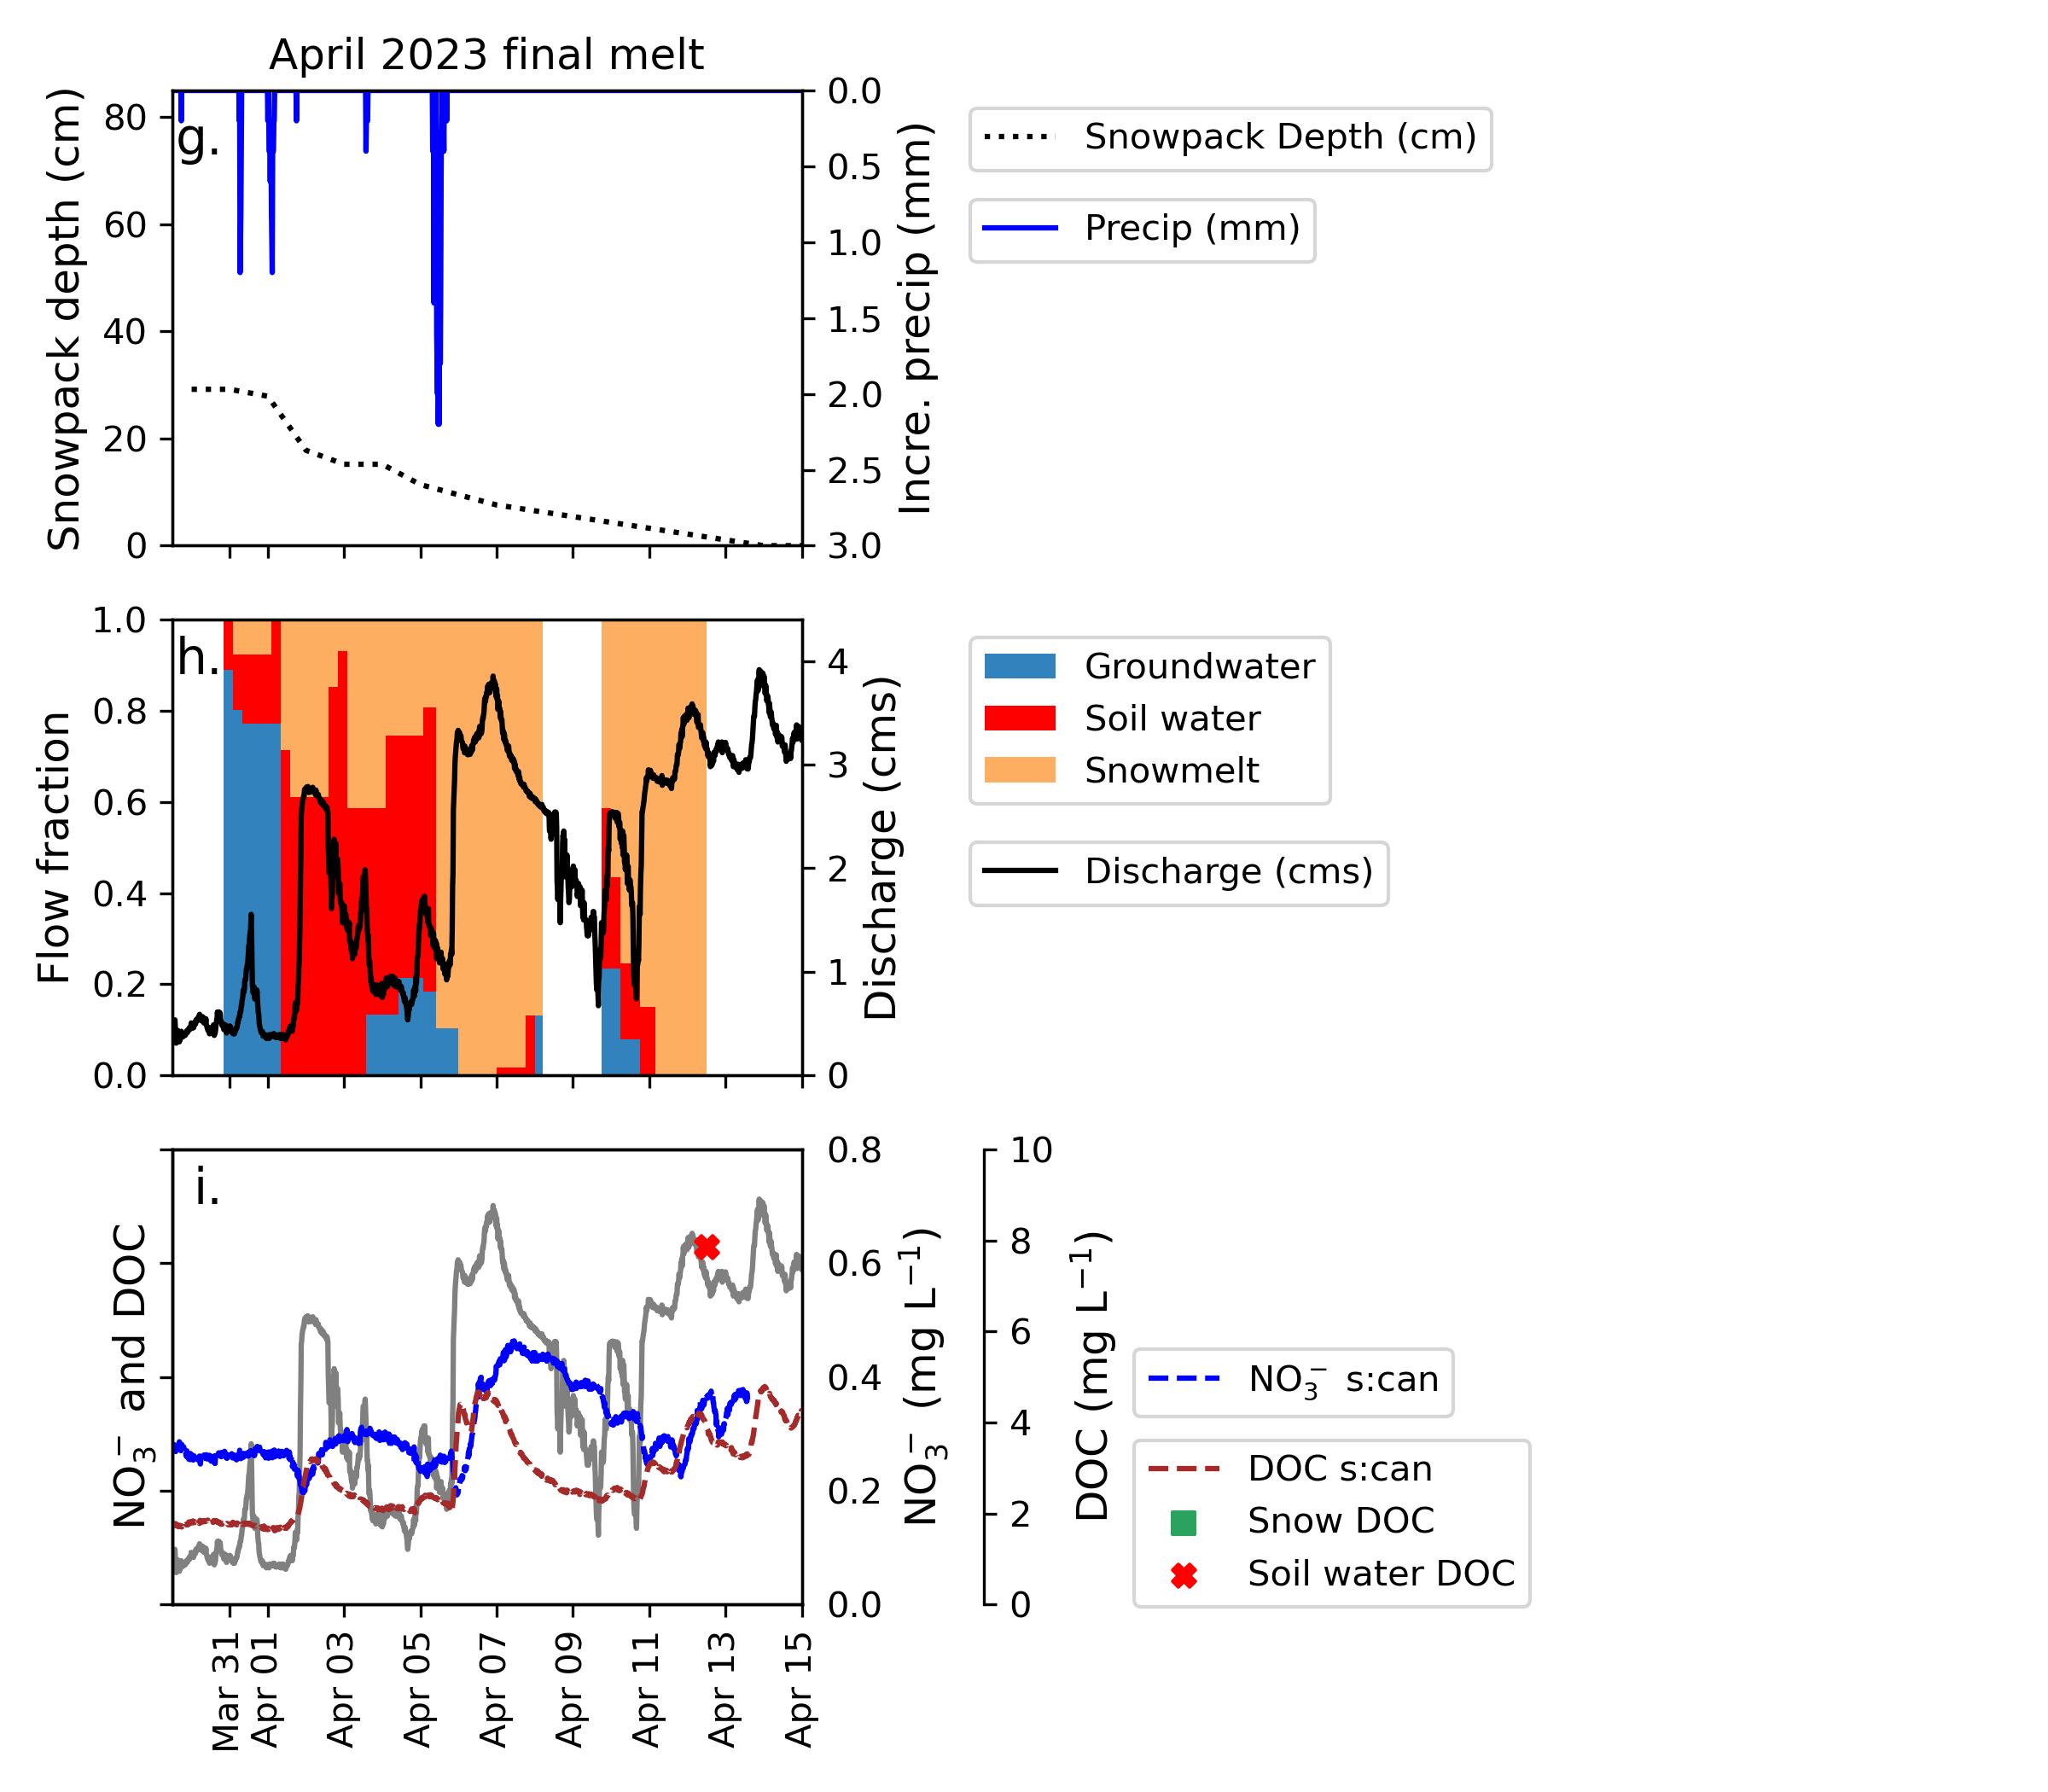 April 2023 final melt
g.
Snowpack depth (cm)
80
60
40
20
0
0.0
0.5
1.0
1.5
2.0
2.5
3.0
Incre. precip (mm)
Snowpack Depth (cm)
Precip (mm)
h.
Flow fraction
1.0
0.8
0.6
0.4
0.2
0.0
4
3
2
1
0
Discharge (cms)
Groundwater
Soil water
Snowmelt
Discharge (cms)
i.
NO₃⁻ and DOC
0.8
0.6
0.4
0.2
0.0
NO₃⁻ (mg L⁻¹)
10
8
6
4
2
0
DOC (mg L⁻¹)
NO₃⁻ s:can
DOC s:can
Snow DOC
Soil water DOC
Mar 31
Apr 01
Apr 03
Apr 05
Apr 07
Apr 09
Apr 11
Apr 13
Apr 15